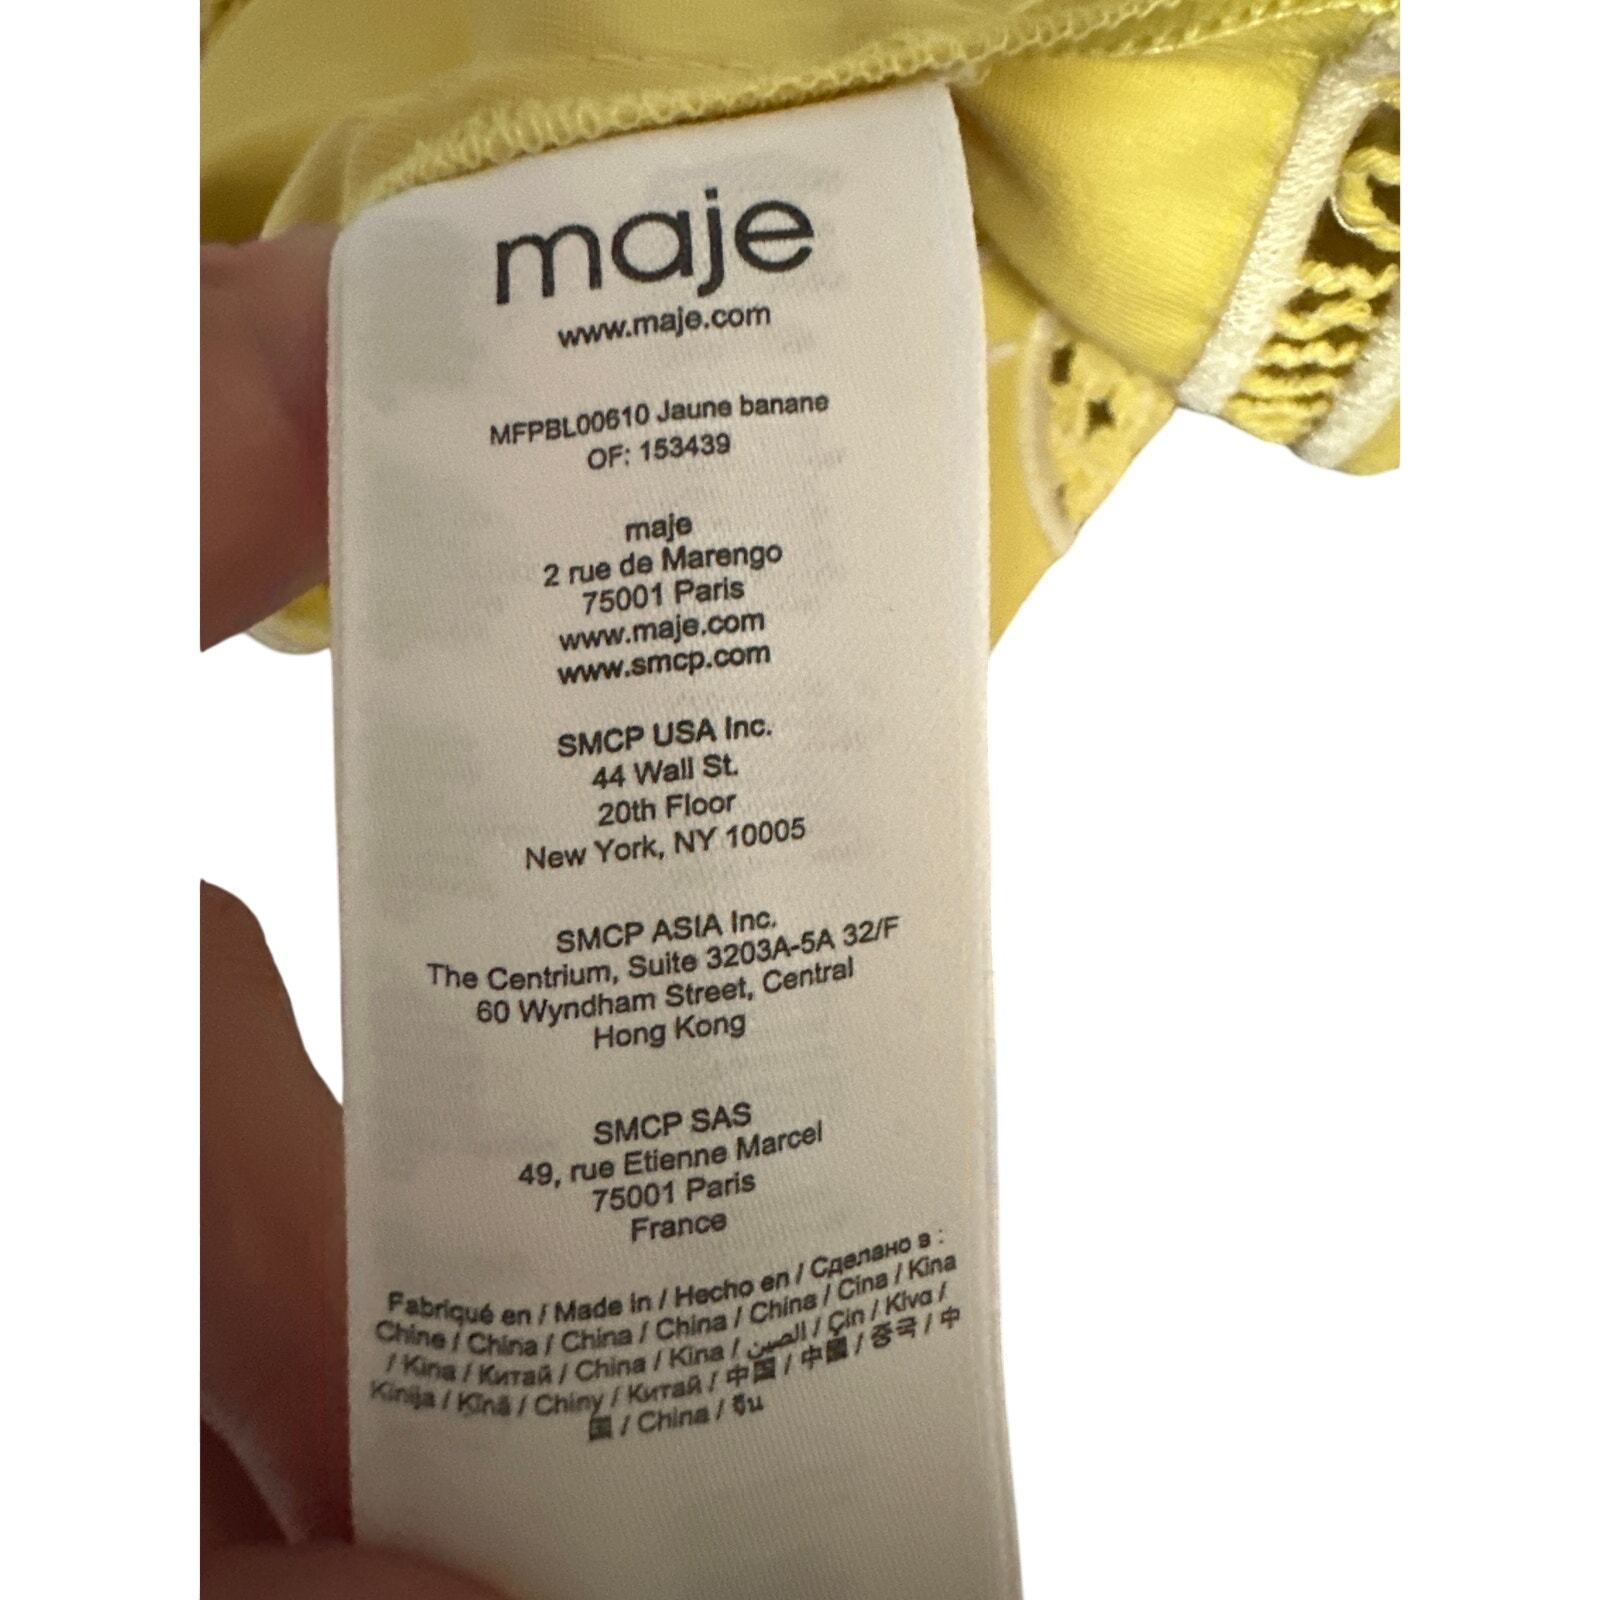 maje
www.maje.com
MFPBL00610 Jaune banane
OF: 153439
maje
2 rue de Marengo
75001 Paris
www.maje.com
www.smcp.com
SMCP USA Inc.
44 Wall St.
20th Floor
New York, NY 10005
SMCP ASIA Inc.
The Centrium, Suite 3203A-5A 32/F
60 Wyndham Street, Central
Hong Kong
SMCP SAS
49, rue Etienne Marcel
75001 Paris
France
Fabriqué en / Made in / Hecho en / Сделано в :
Chine / China / China / China / China / Cina / Kina
/ Kina / Китай / China / Kina / الصين / Çin / Κίνα /
Kinija / Ķīnā / Chiny / Китай / 中国 / 中國 / 중국 / 中
国 / China / จีน